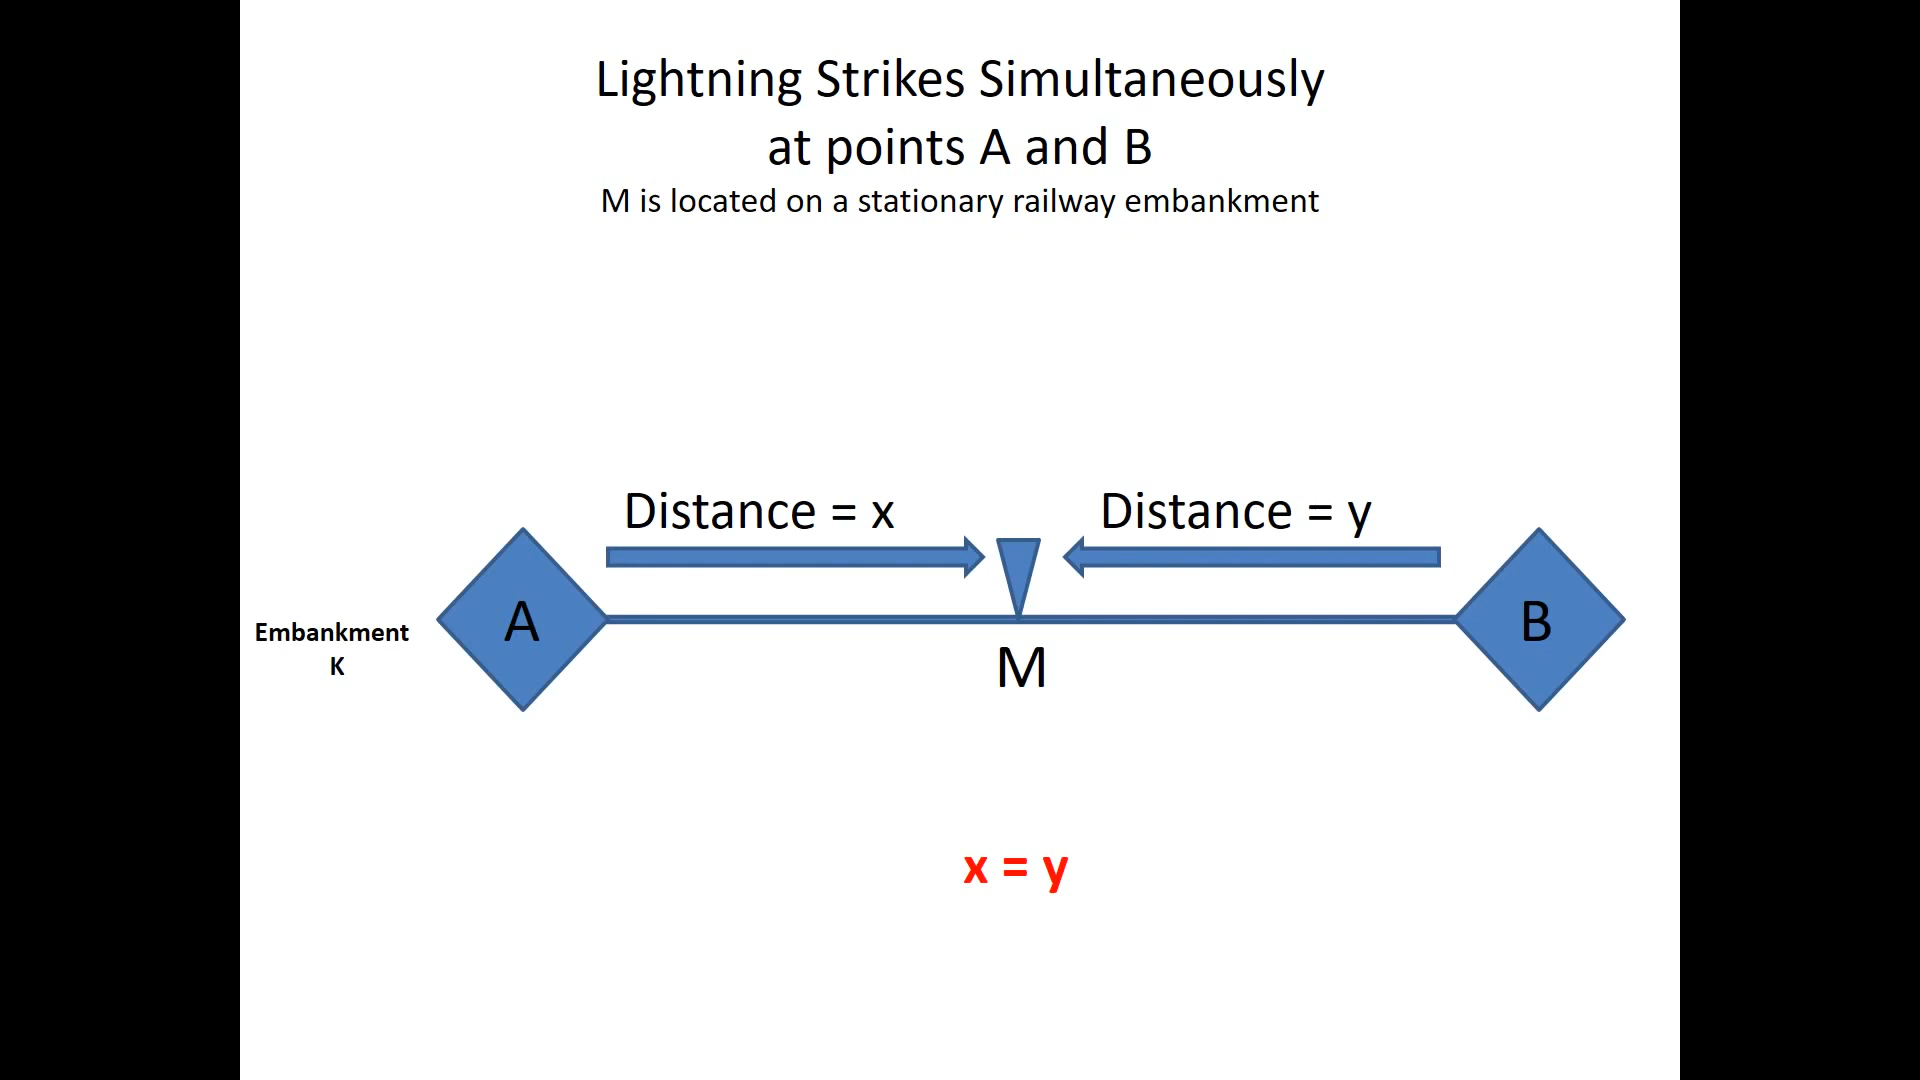 Lightning Strikes Simultaneously
at points A and B
M is located on a stationary railway embankment
Distance = x
Distance = y
Embankment
K
A
B
M
x = y